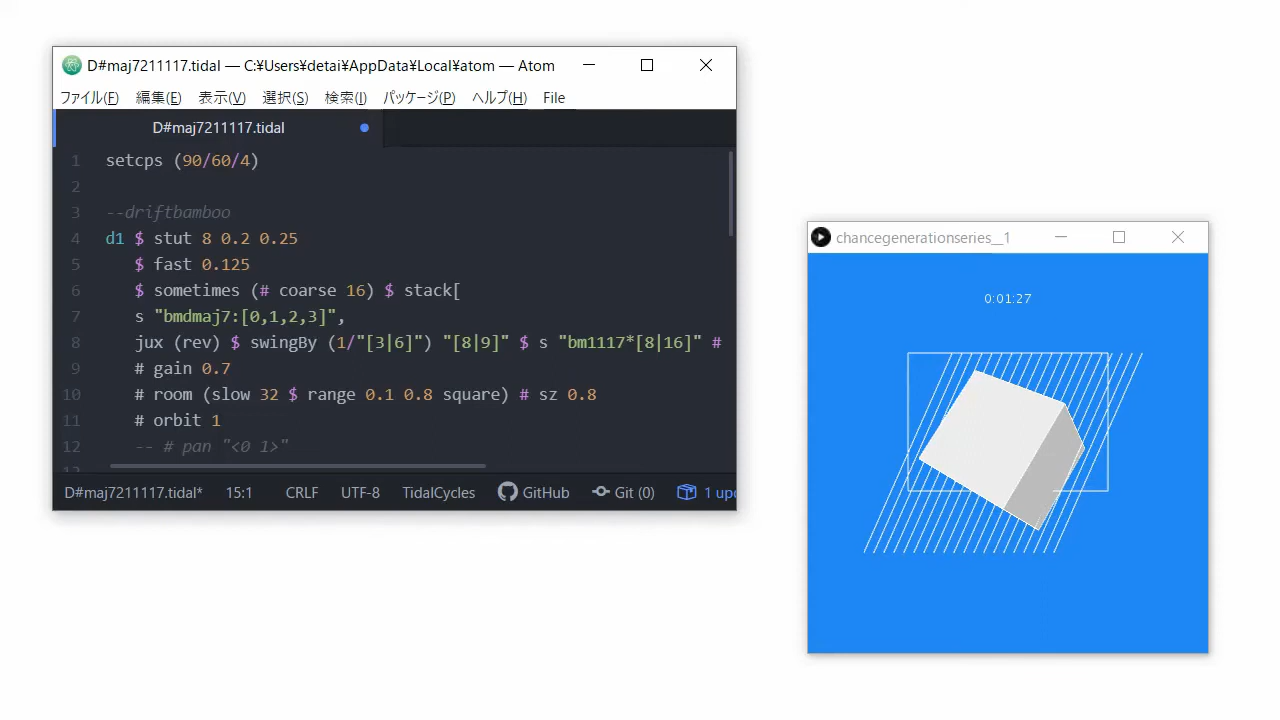 D#maj7211117.tidal — C:¥Users¥detai¥AppData¥Local¥atom — Atom
ファイル(F) 編集(E) 表示(V) 選択(S) 検索(I) パッケージ(P) ヘルプ(H) File
D#maj7211117.tidal
1 setcps (90/60/4)
2
3 --driftbamboo
4 d1 $ stut 8 0.2 0.25
5 $ fast 0.125
6 $ sometimes (# coarse 16) $ stack[
7 s "bmdmaj7:[0,1,2,3]",
8 jux (rev) $ swingBy (1/"[3|6]") "[8|9]" $ s "bm1117*[8|16]" #
9 # gain 0.7
10 # room (slow 32 $ range 0.1 0.8 square) # sz 0.8
11 # orbit 1
12 -- # pan "<0 1>"
D#maj7211117.tidal* 15:1 CRLF UTF-8 TidalCycles GitHub Git (0) 1 upd
chancegenerationseries__1
0:01:27